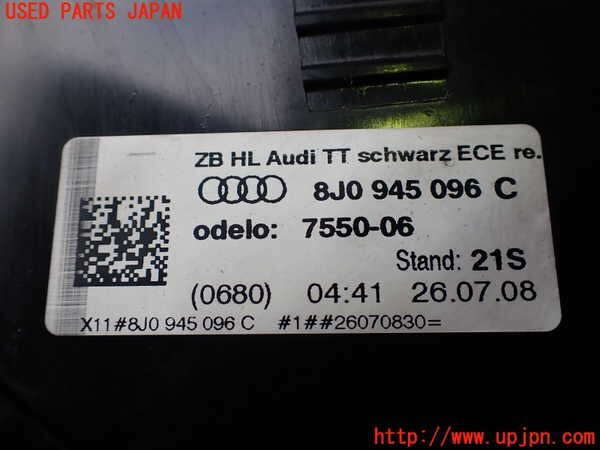 USED PARTS JAPAN
ZB HL Audi TT schwarz ECE re.
8J0 945 096 C
odelo: 7550-06
Stand: 21S
(0680) 04:41 26.07.08
X11#8J0 945 096 C #1##26070830=
http://www.upjpn.com/